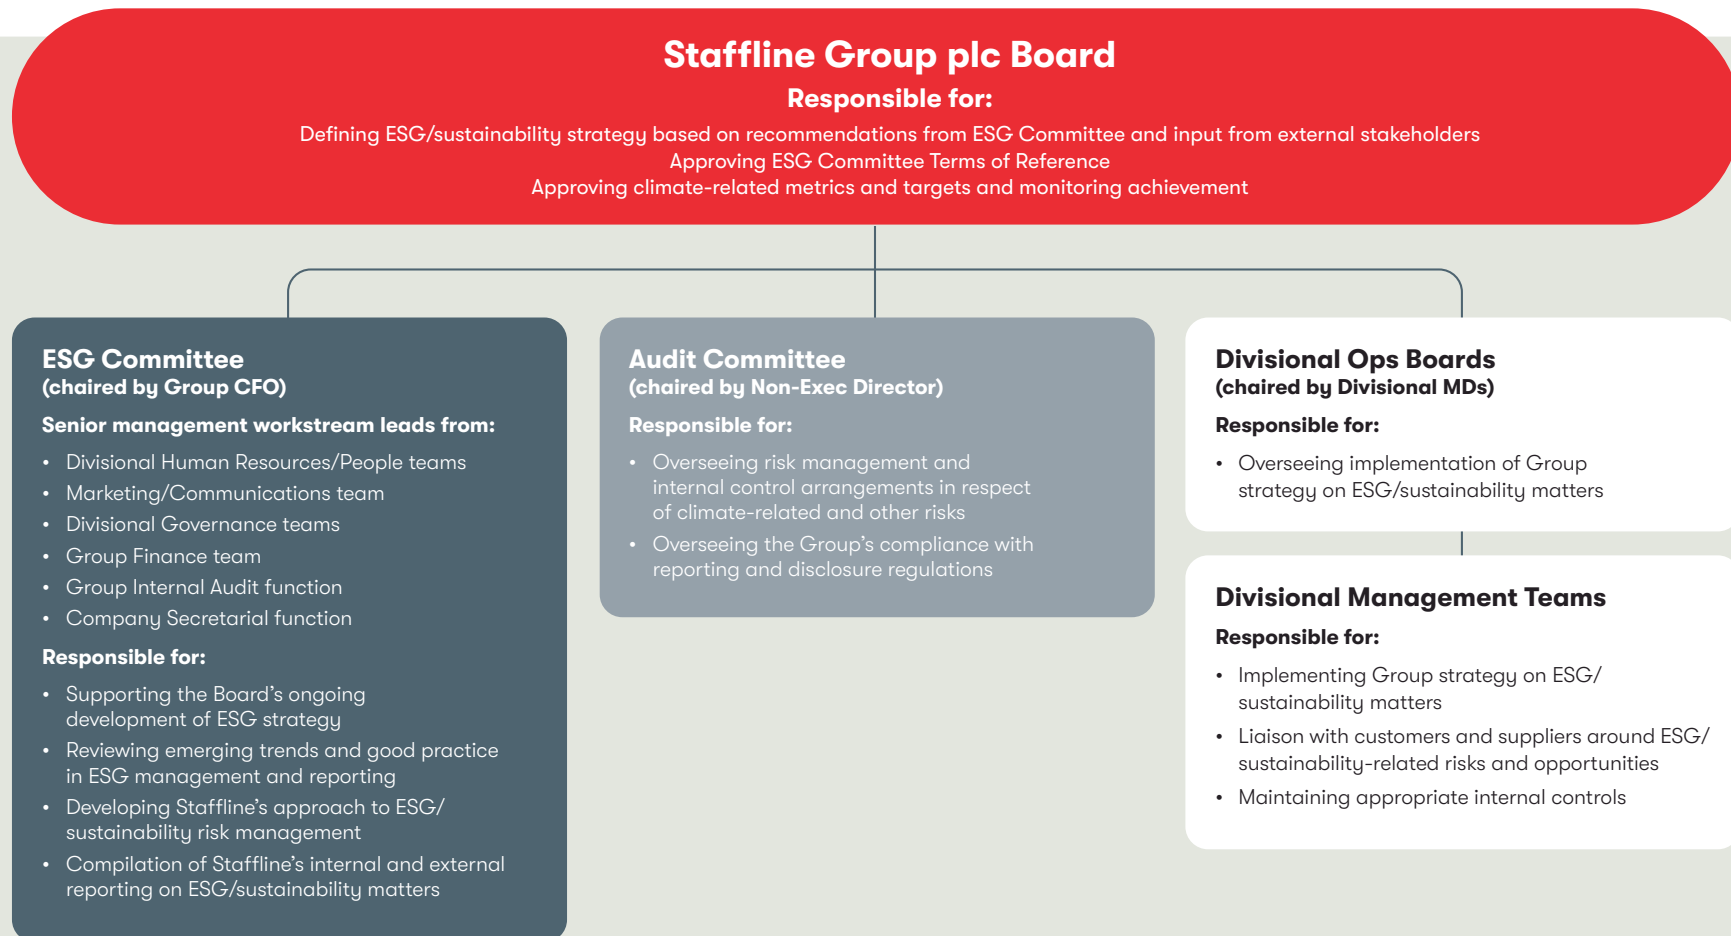 Staffline Group plc Board
Responsible for:
Defining ESG/sustainability strategy based on recommendations from ESG Committee and input from external stakeholders
Approving ESG Committee Terms of Reference
Approving climate-related metrics and targets and monitoring achievement
ESG Committee
(chaired by Group CFO)
Senior management workstream leads from:
• Divisional Human Resources/People teams
• Marketing/Communications team
• Divisional Governance teams
• Group Finance team
• Group Internal Audit function
• Company Secretarial function
Responsible for:
• Supporting the Board's ongoing
development of ESG strategy
• Reviewing emerging trends and good practice
in ESG management and reporting
• Developing Staffline's approach to ESG/
sustainability risk management
• Compilation of Staffline's internal and external
reporting on ESG/sustainability matters
Audit Committee
(chaired by Non-Exec Director)
Responsible for:
• Overseeing risk management and
internal control arrangements in respect
of climate-related and other risks
• Overseeing the Group's compliance with
reporting and disclosure regulations
Divisional Ops Boards
(chaired by Divisional MDs)
Responsible for:
• Overseeing implementation of Group
strategy on ESG/sustainability matters
Divisional Management Teams
Responsible for:
• Implementing Group strategy on ESG/
sustainability matters
• Liaison with customers and suppliers around ESG/
sustainability-related risks and opportunities
• Maintaining appropriate internal controls